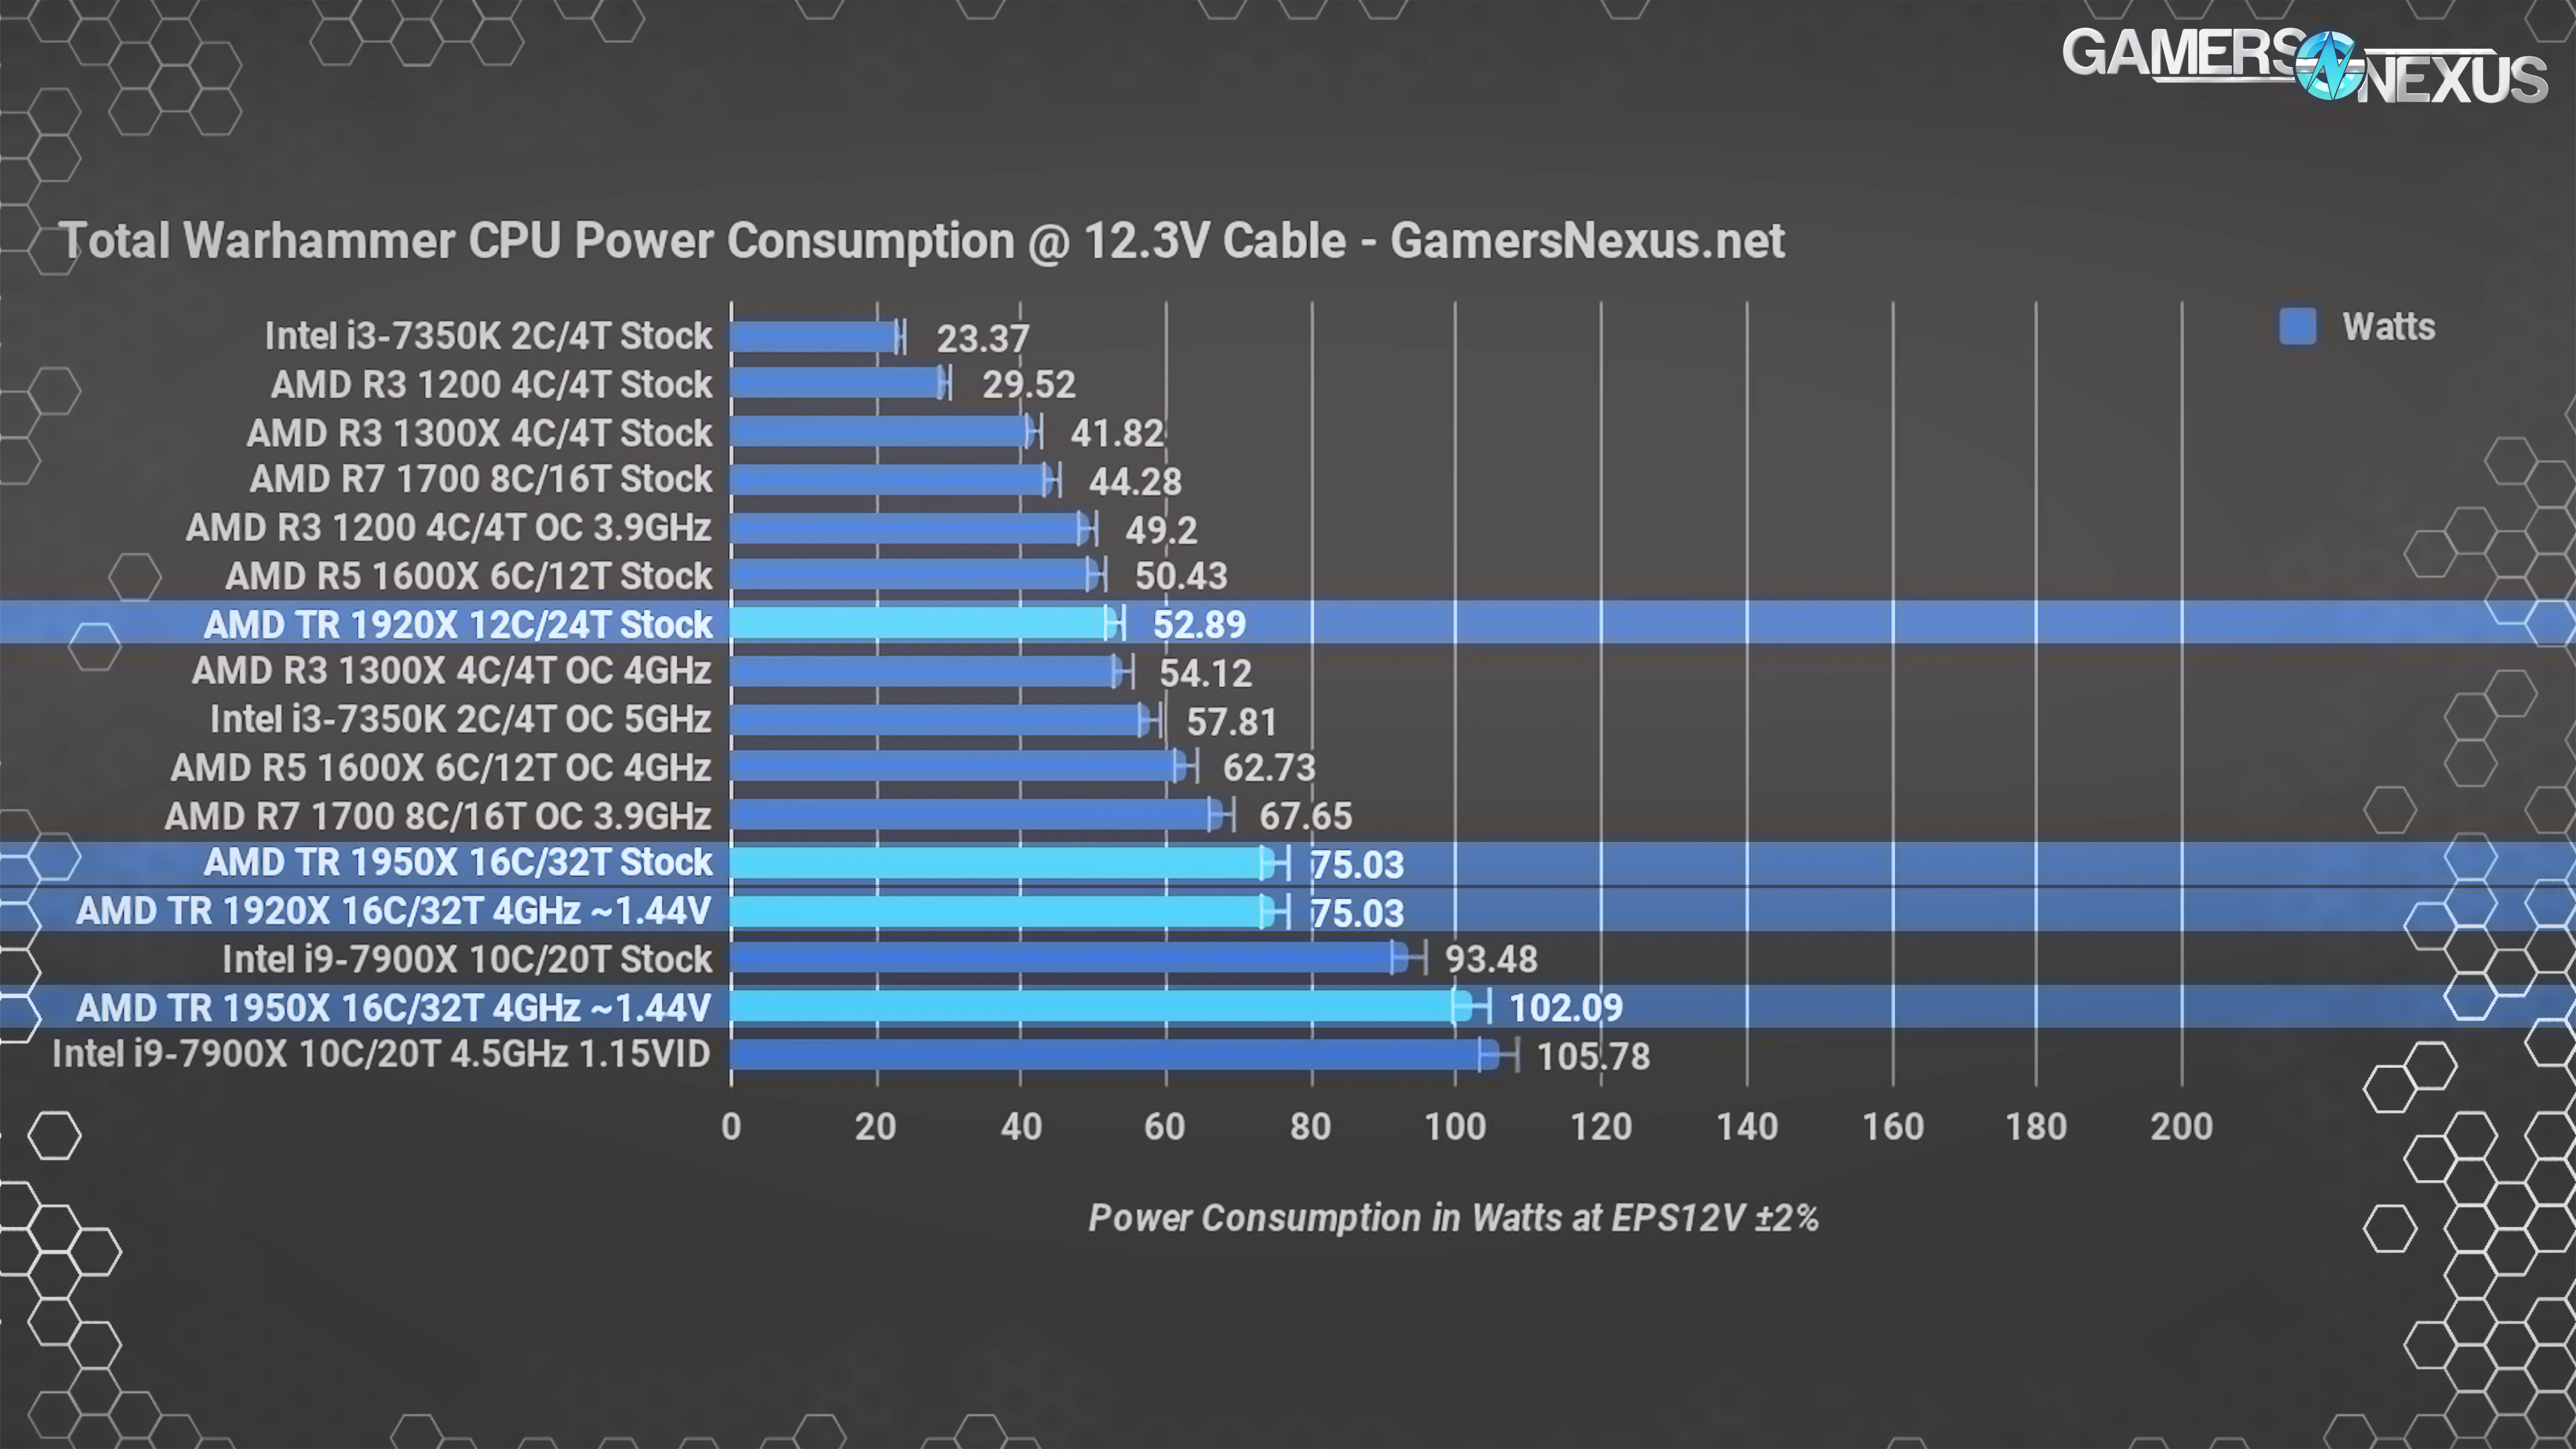 GAMERS NEXUS
Total Warhammer CPU Power Consumption @ 12.3V Cable - GamersNexus.net
Watts
Intel i3-7350K 2C/4T Stock 23.37
AMD R3 1200 4C/4T Stock 29.52
AMD R3 1300X 4C/4T Stock 41.82
AMD R7 1700 8C/16T Stock 44.28
AMD R3 1200 4C/4T OC 3.9GHz 49.2
AMD R5 1600X 6C/12T Stock 50.43
AMD TR 1920X 12C/24T Stock 52.89
AMD R3 1300X 4C/4T OC 4GHz 54.12
Intel i3-7350K 2C/4T OC 5GHz 57.81
AMD R5 1600X 6C/12T OC 4GHz 62.73
AMD R7 1700 8C/16T OC 3.9GHz 67.65
AMD TR 1950X 16C/32T Stock 75.03
AMD TR 1920X 16C/32T 4GHz ~1.44V 75.03
Intel i9-7900X 10C/20T Stock 93.48
AMD TR 1950X 16C/32T 4GHz ~1.44V 102.09
Intel i9-7900X 10C/20T 4.5GHz 1.15VID 105.78
0 20 40 60 80 100 120 140 160 180 200
Power Consumption in Watts at EPS12V ±2%